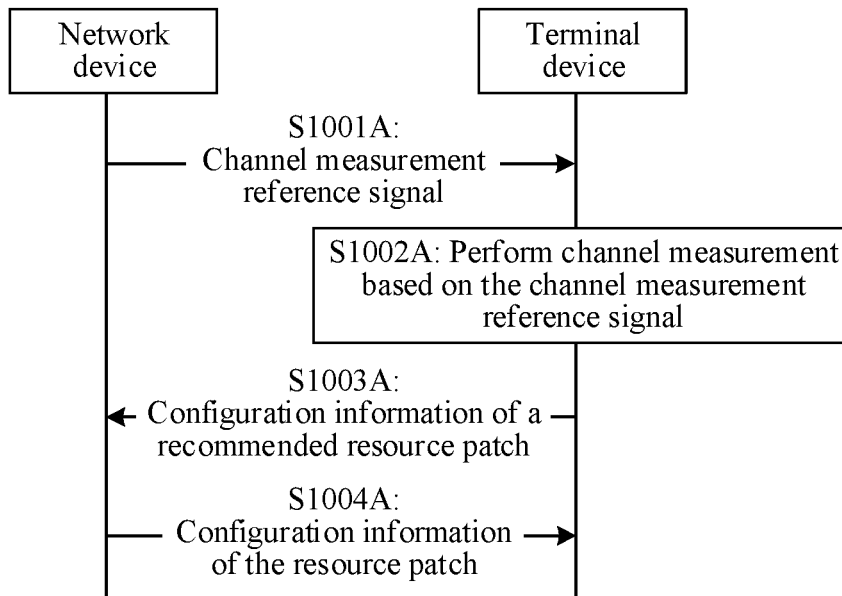 Network
device
Terminal
device
S1001A:
Channel measurement
reference signal
S1002A: Perform channel measurement
based on the channel measurement
reference signal
S1003A:
Configuration information of a
recommended resource patch
S1004A:
Configuration information
of the resource patch